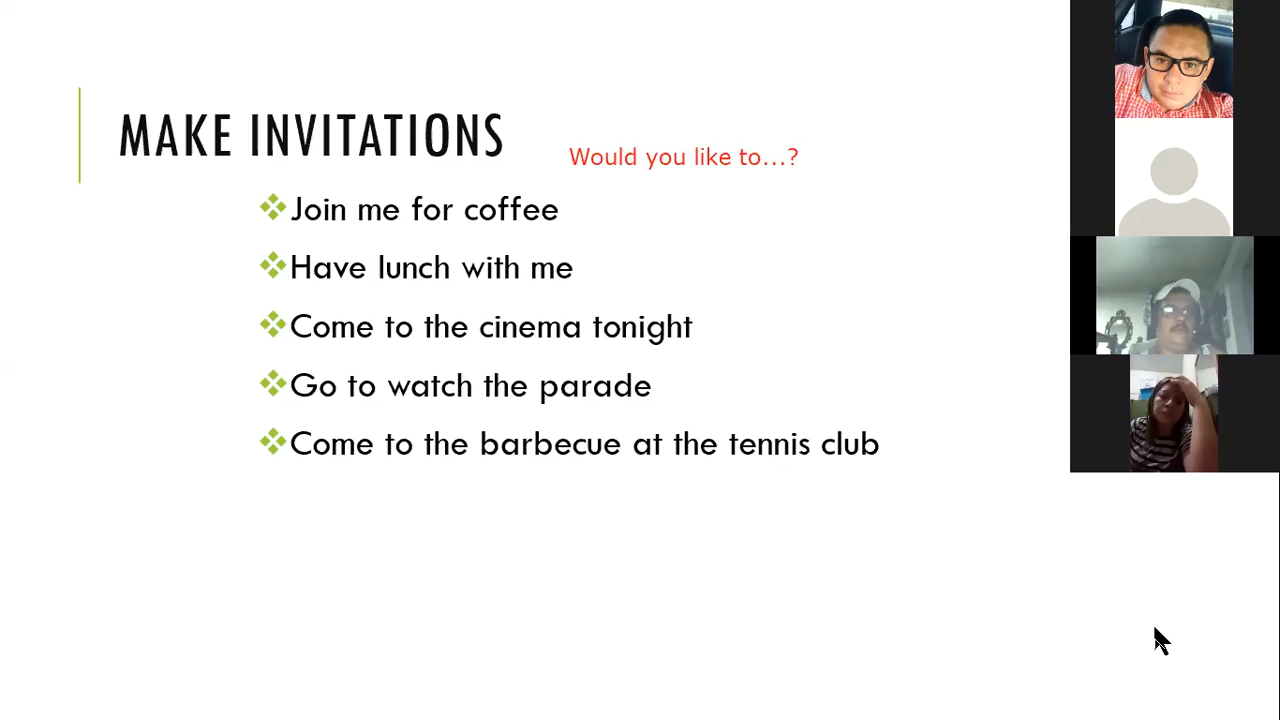 MAKE INVITATIONS
Would you like to...?
Join me for coffee
Have lunch with me
Come to the cinema tonight
Go to watch the parade
Come to the barbecue at the tennis club